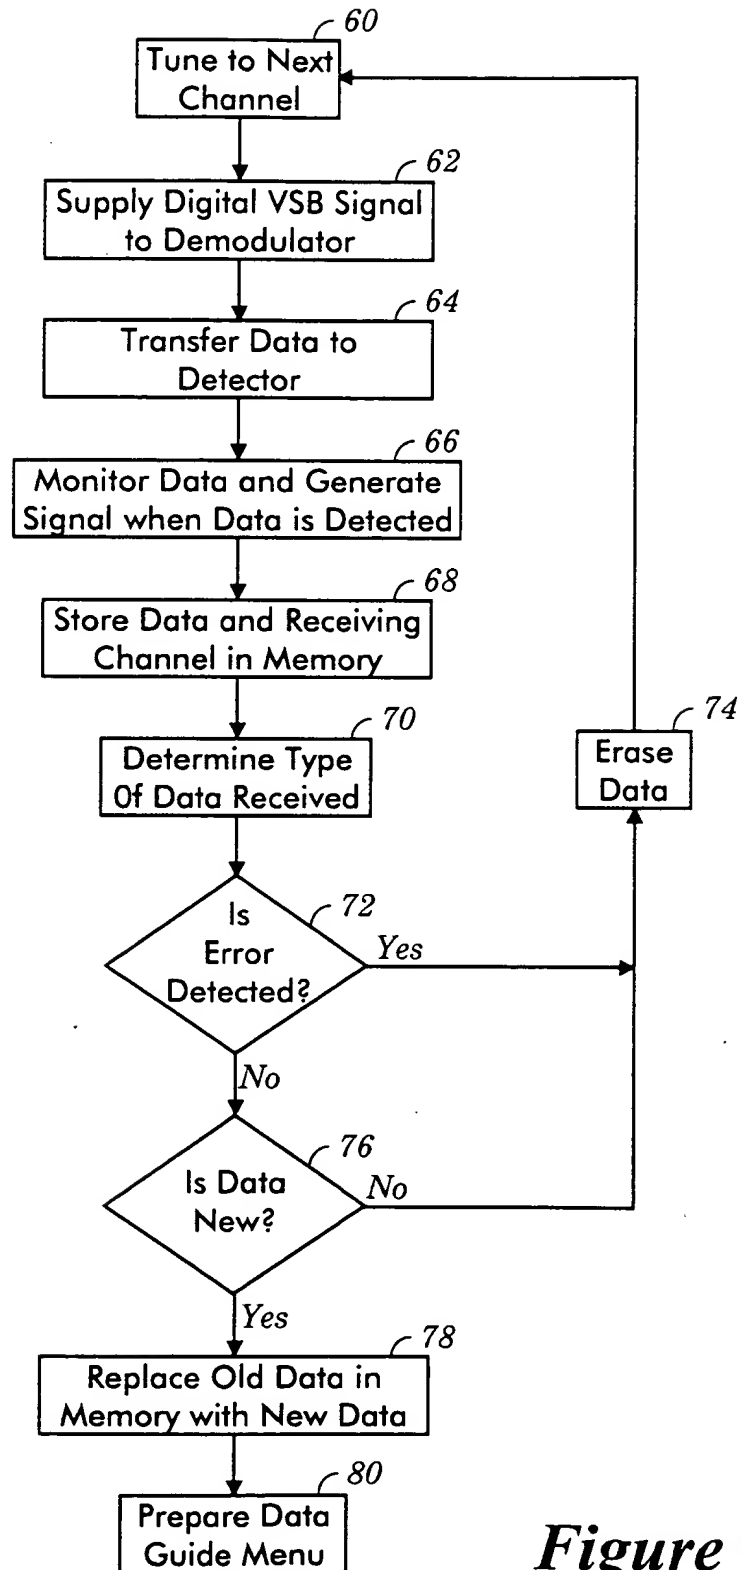 60
Tune to Next
Channel
62
Supply Digital VSB Signal
to Demodulator
64
Transfer Data to
Detector
66
Monitor Data and Generate
Signal when Data is Detected
68
Store Data and Receiving
Channel in Memory
70
Determine Type
Of Data Received
74
Erase
Data
72
Is
Error
Detected?
Yes
No
76
Is Data
New?
No
Yes
78
Replace Old Data in
Memory with New Data
80
Prepare Data
Guide Menu
Figure